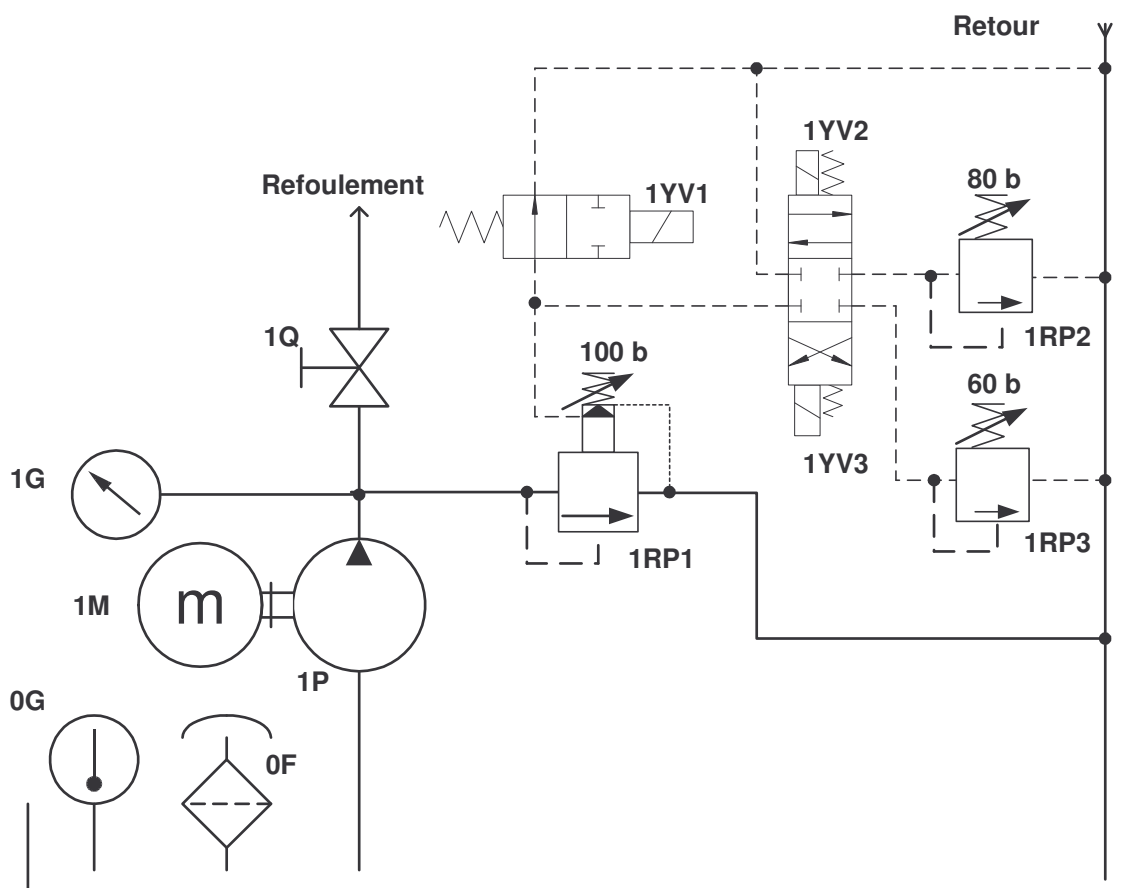 Retour
1YV2
Refoulement
1YV1
80 b
1Q
1RP2
100 b
60 b
1YV3
1G
1RP3
1RP1
1M
m
1P
0G
0F